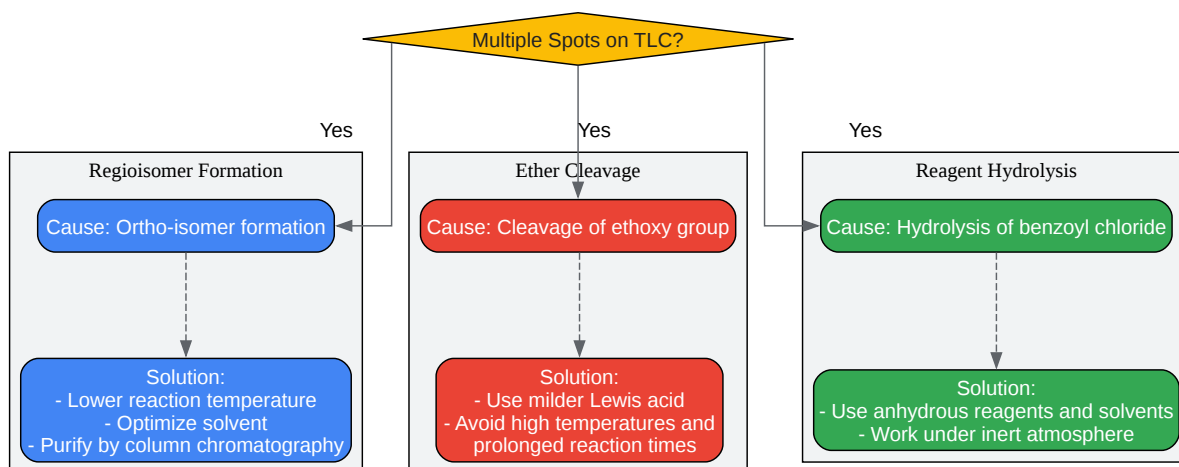 Multiple Spots on TLC?
Yes
Yes
Yes
Regioisomer Formation
Cause: Ortho-isomer formation
Solution:
- Lower reaction temperature
- Optimize solvent
- Purify by column chromatography
Ether Cleavage
Cause: Cleavage of ethoxy group
Solution:
- Use milder Lewis acid
- Avoid high temperatures and
prolonged reaction times
Reagent Hydrolysis
Cause: Hydrolysis of benzoyl chloride
Solution:
- Use anhydrous reagents and solvents
- Work under inert atmosphere